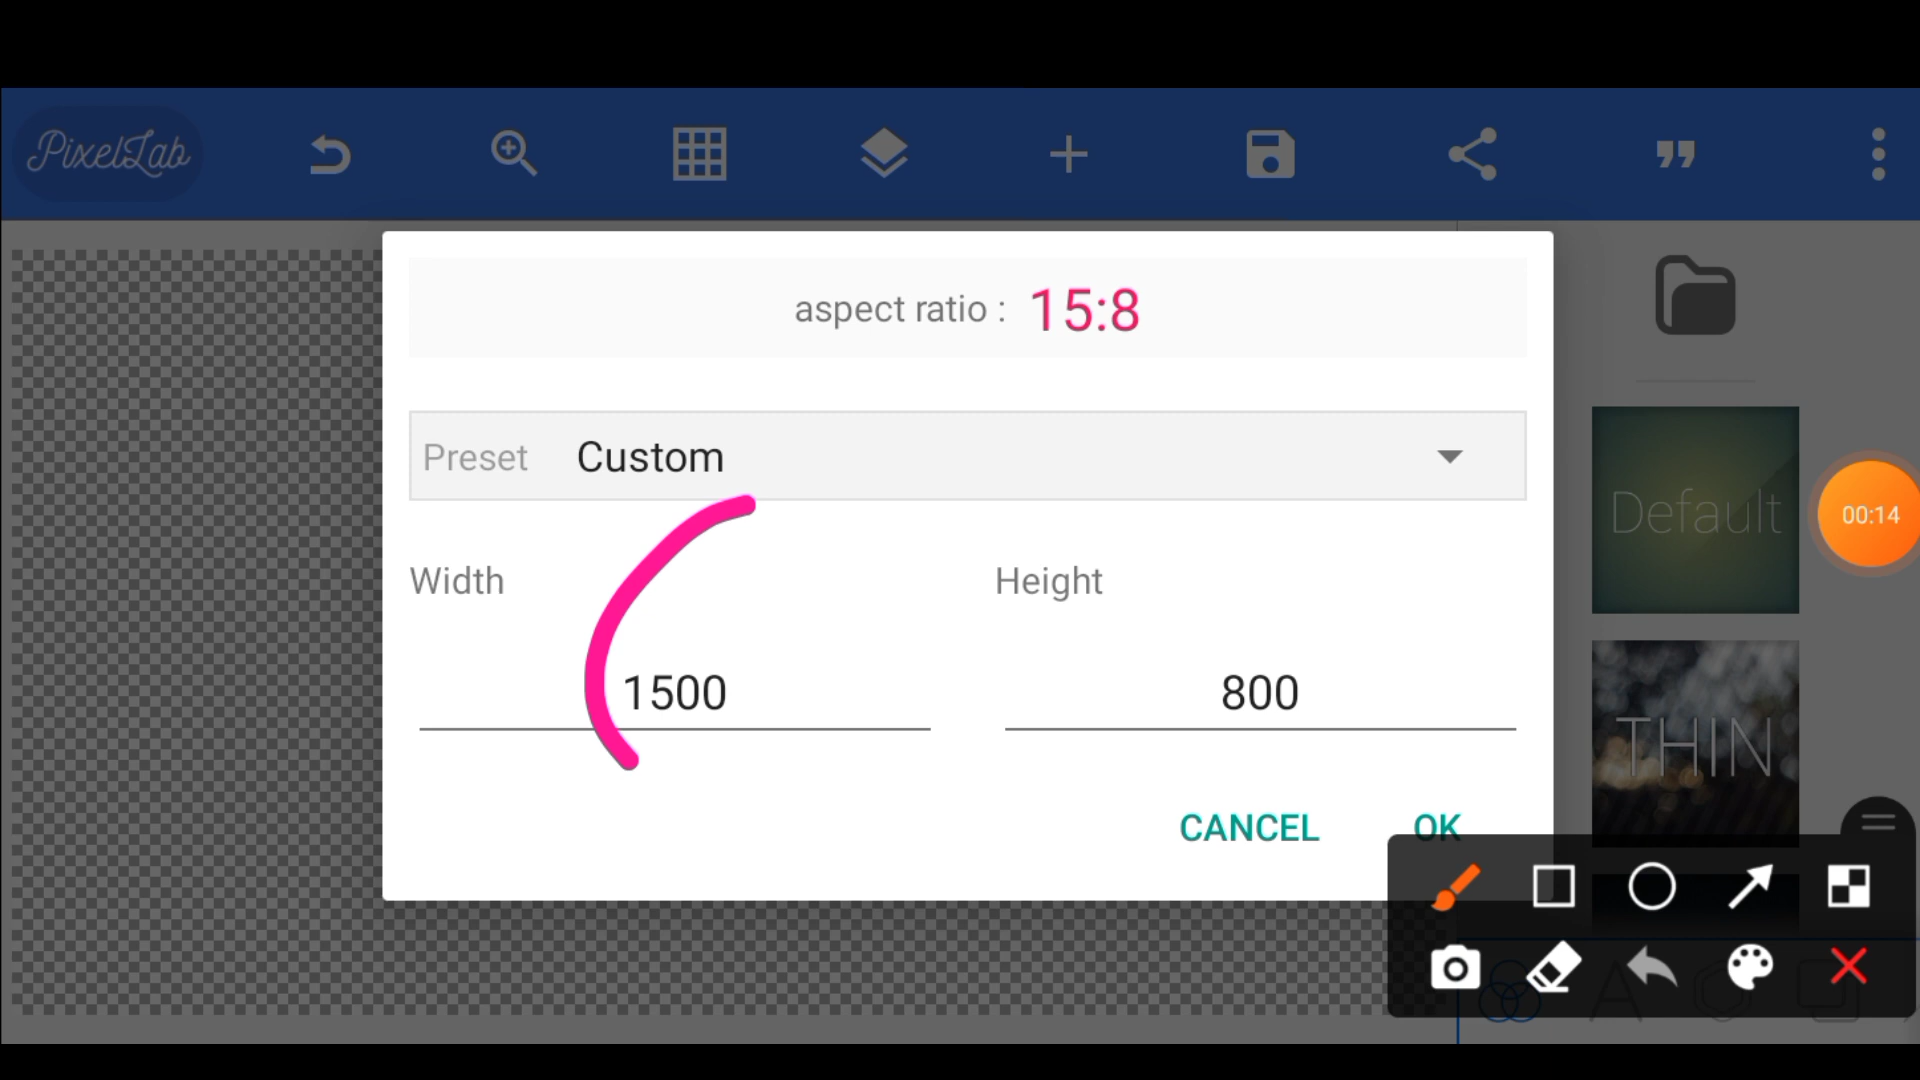 PixelLab
aspect ratio : 15:8
Preset Custom
Width Height
1500 800
CANCEL OK
Default
00:14
THIN